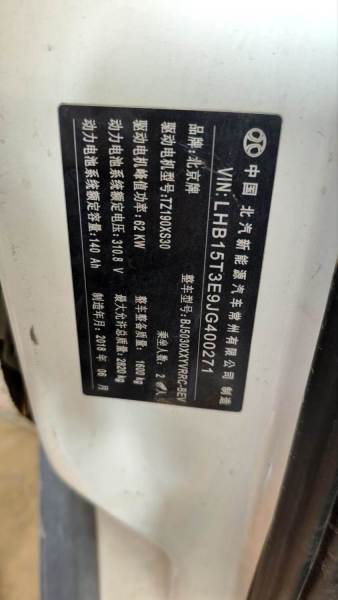 中国 北汽新能源汽车常州有限公司 制造
VIN:LHB15T3E9JG400271
品牌:北京牌 整车型号:BJ5030XXYVRRC-BEV
驱动电机型号:TZ190XS30 乘坐人数: 2 人
驱动电机峰值功率:62 KW 整车整备质量: 1600kg
动力电池系统额定电压:310.8 V 最大允许总质量:2820kg
动力电池系统额定容量:140 Ah 制造年月:2018 年 06 月